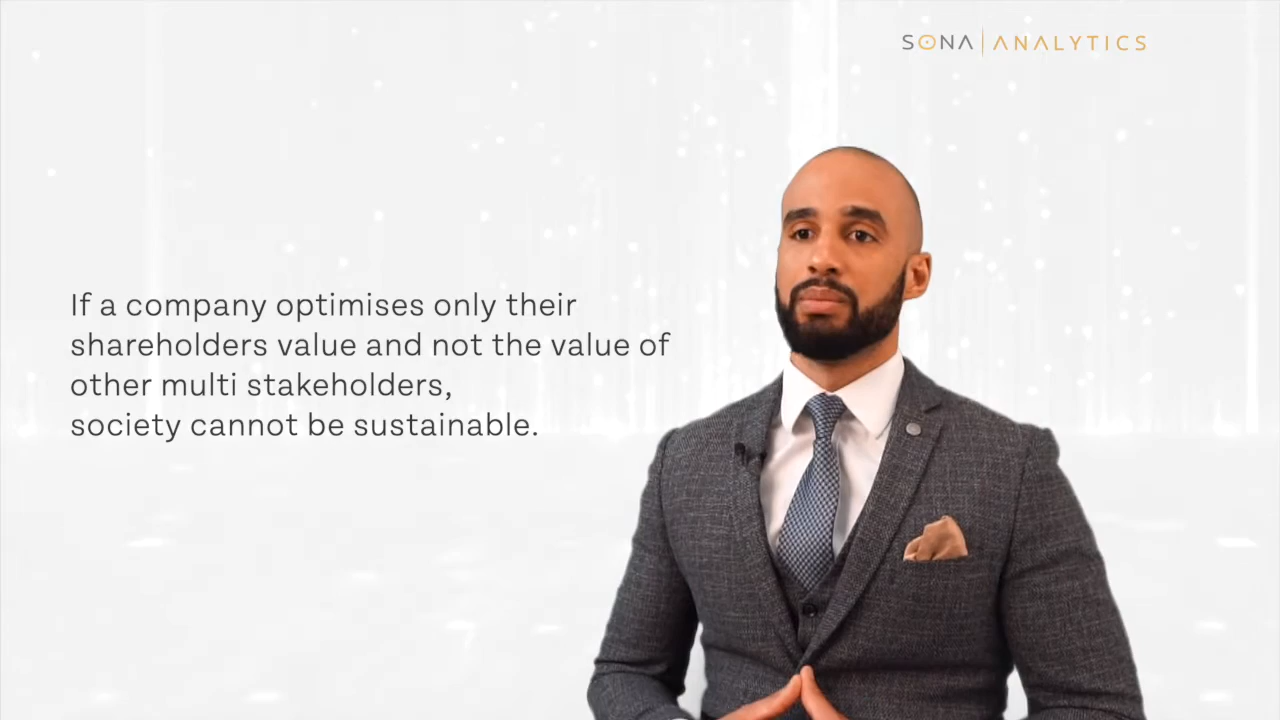 SONA | ANALYTICS
If a company optimises only their
shareholders value and not the value of
other multi stakeholders,
society cannot be sustainable.